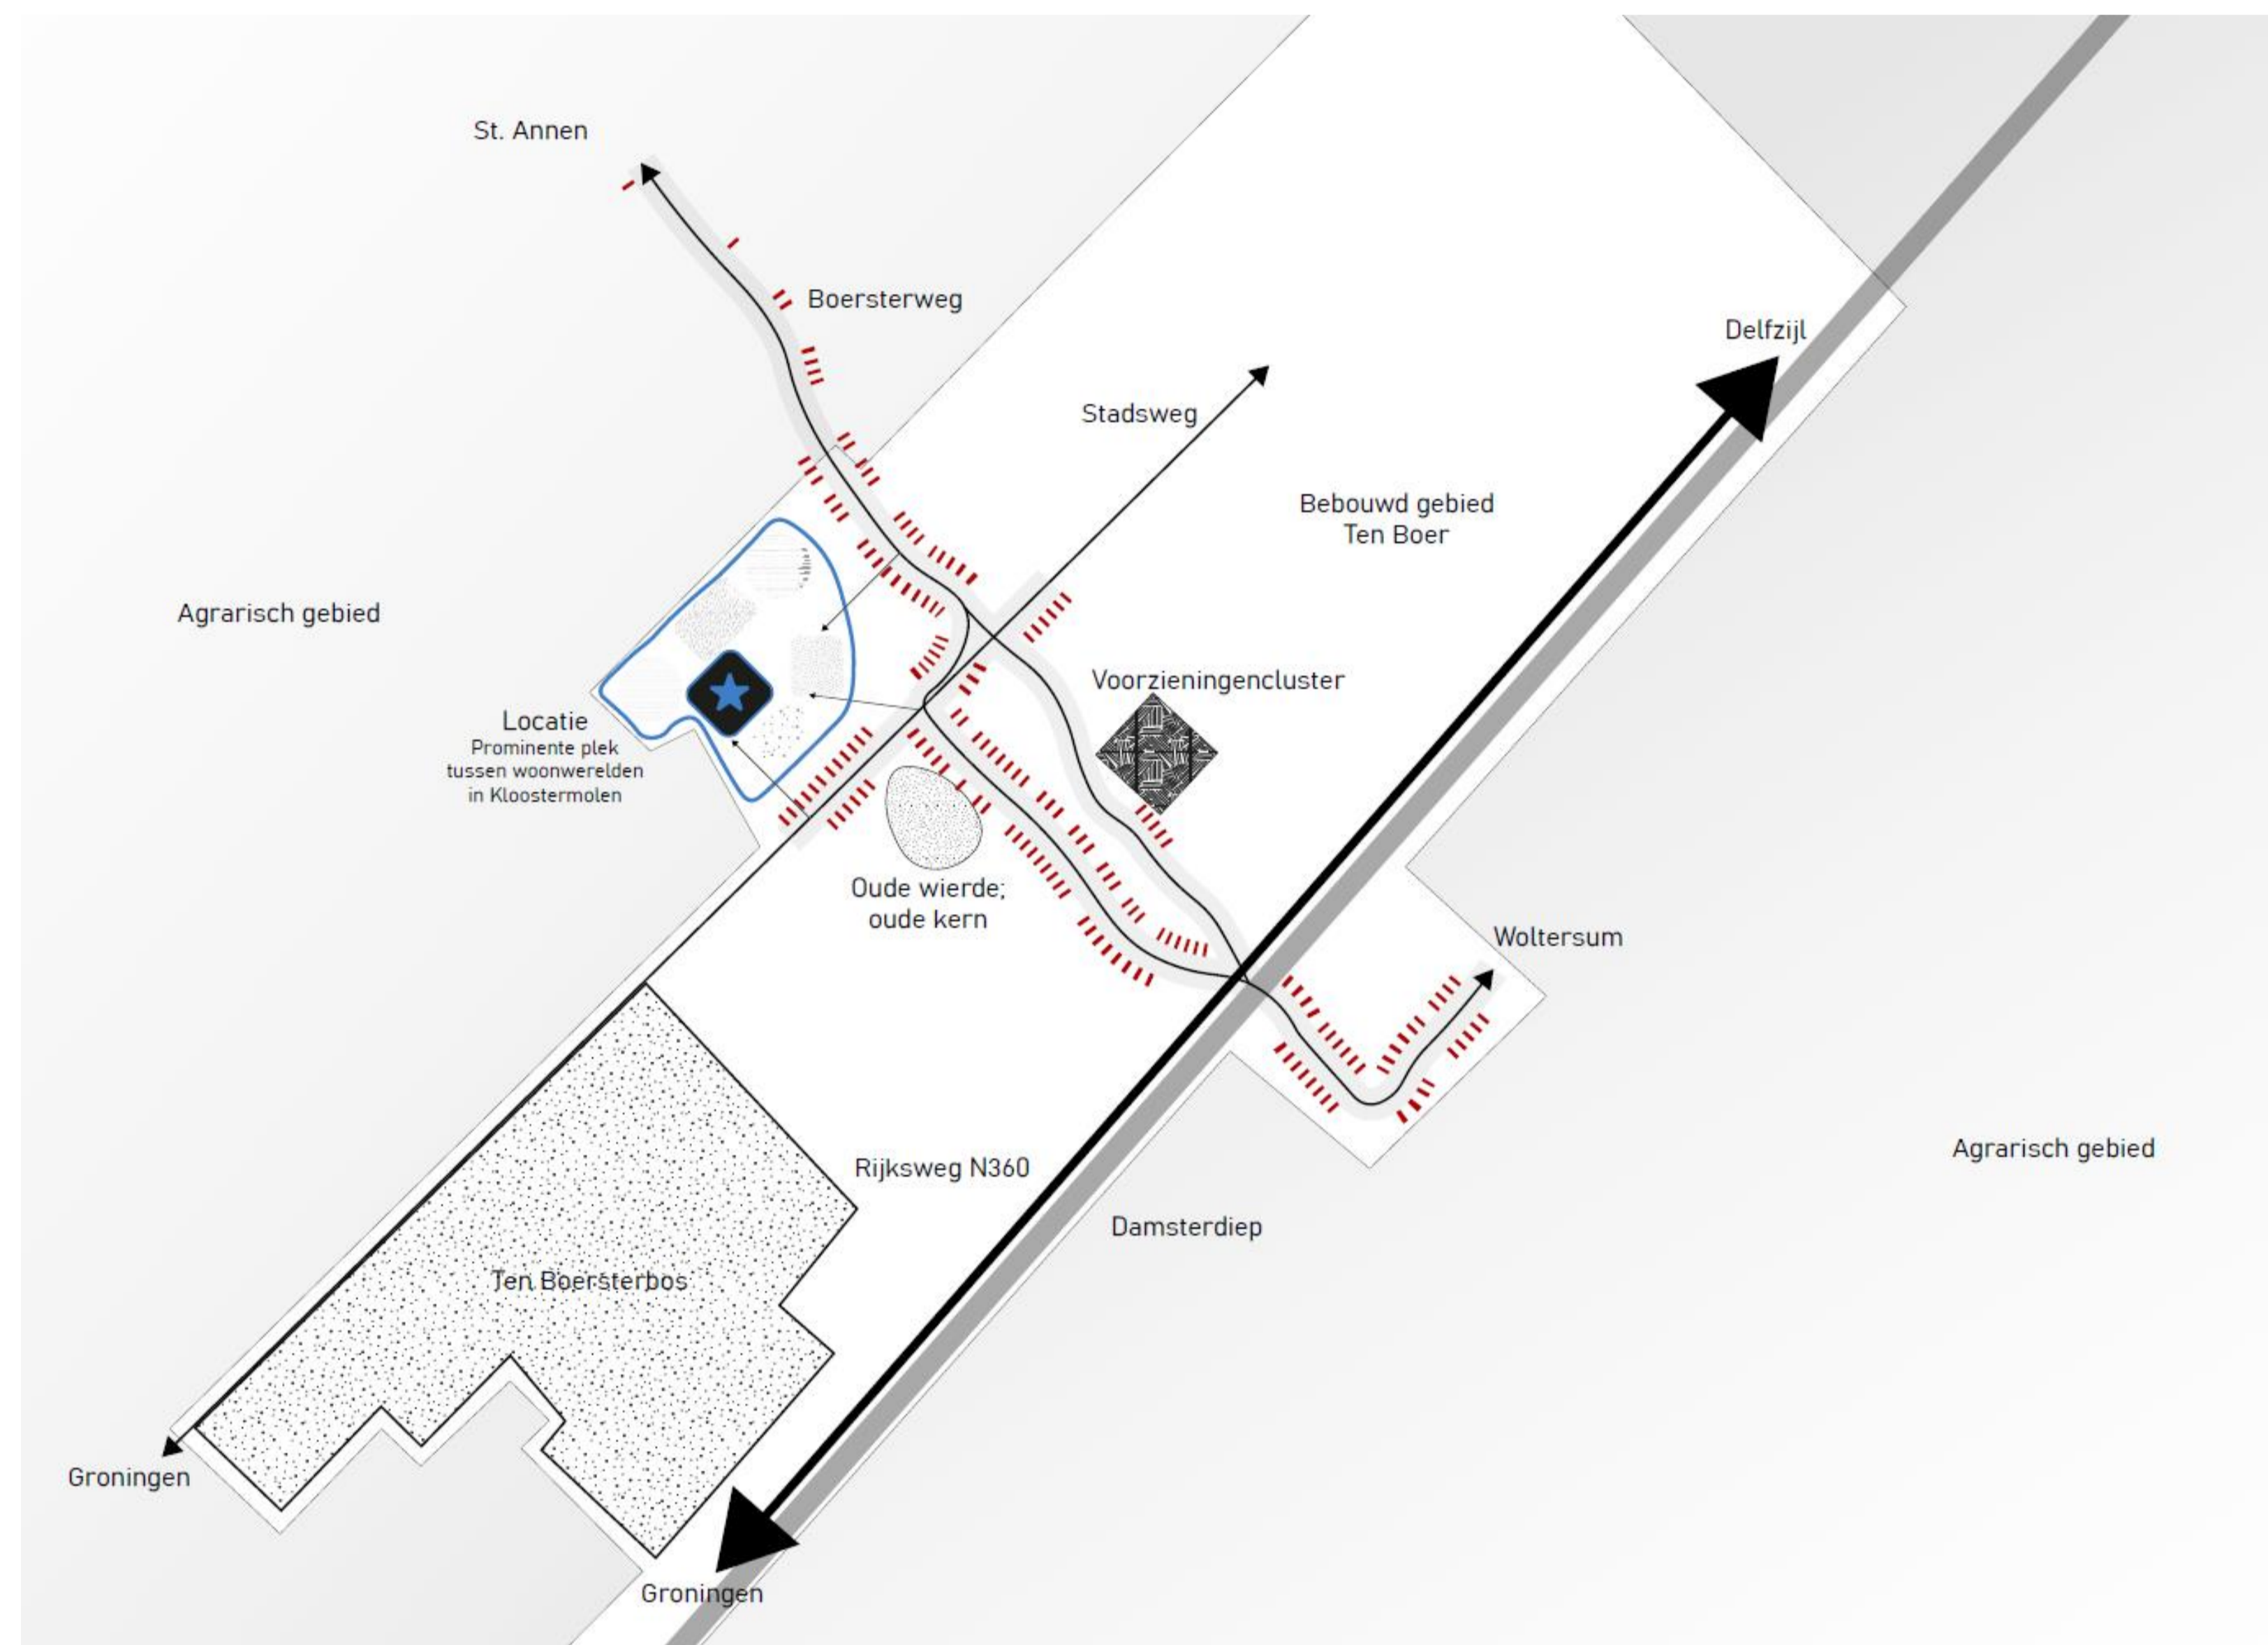 St. Annen
Boersterweg
Delfzijl
Stadsweg
Bebouwd gebied
Ten Boer
Agrarisch gebied
Voorzieningencluster
Locatie
Prominente plek
tussen woonwerelden
in Kloostermolen
Oude wierde;
oude kern
Woltersum
Agrarisch gebied
Rijksweg N360
Damsterdiep
Ten Boersterbos
Groningen
Groningen